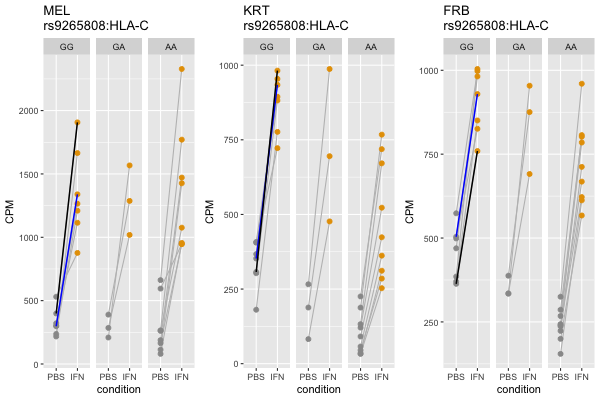 MEL
rs9265808:HLA-C
GG GA AA
CPM
2000
1500
1000
500
0
PBS IFN PBS IFN PBS IFN
condition
KRT
rs9265808:HLA-C
GG GA AA
CPM
1000
750
500
250
0
PBS IFN PBS IFN PBS IFN
condition
FRB
rs9265808:HLA-C
GG GA AA
CPM
1000
750
500
250
PBS IFN PBS IFN PBS IFN
condition